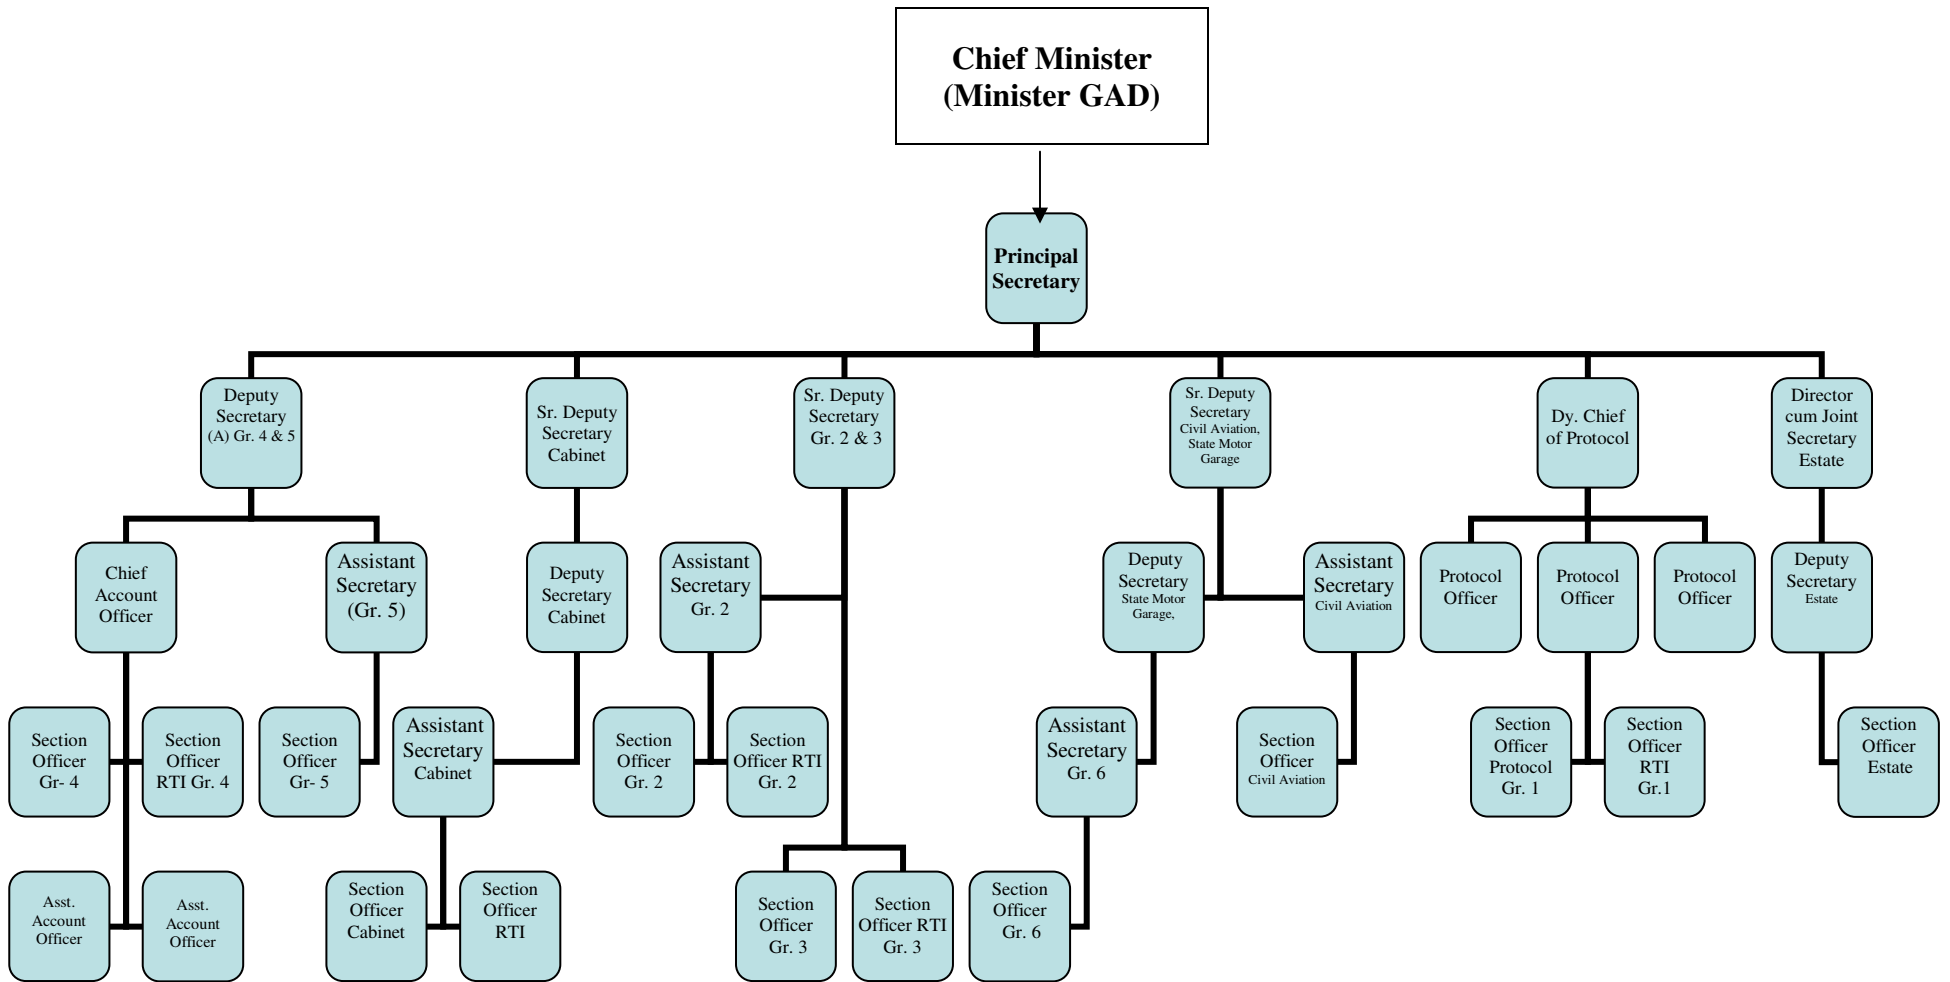 Chief Minister
(Minister GAD)
Principal
Secretary
Deputy
Secretary
(A) Gr. 4 & 5
Sr. Deputy
Secretary
Cabinet
Sr. Deputy
Secretary
Gr. 2 & 3
Sr. Deputy
Secretary
Civil Aviation,
State Motor
Garage
Dy. Chief
of Protocol
Director
cum Joint
Secretary
Estate
Chief
Account
Officer
Assistant
Secretary
(Gr. 5)
Deputy
Secretary
Cabinet
Assistant
Secretary
Gr. 2
Deputy
Secretary
State Motor
Garage,
Assistant
Secretary
Civil Aviation
Protocol
Officer
Protocol
Officer
Protocol
Officer
Deputy
Secretary
Estate
Section
Officer
Gr- 4
Section
Officer
RTI Gr. 4
Section
Officer
Gr- 5
Assistant
Secretary
Cabinet
Section
Officer
Gr. 2
Section
Officer RTI
Gr. 2
Assistant
Secretary
Gr. 6
Section
Officer
Civil Aviation
Section
Officer
Protocol
Gr. 1
Section
Officer
RTI
Gr.1
Section
Officer
Estate
Asst.
Account
Officer
Asst.
Account
Officer
Section
Officer
Cabinet
Section
Officer
RTI
Section
Officer
Gr. 3
Section
Officer RTI
Gr. 3
Section
Officer
Gr. 6